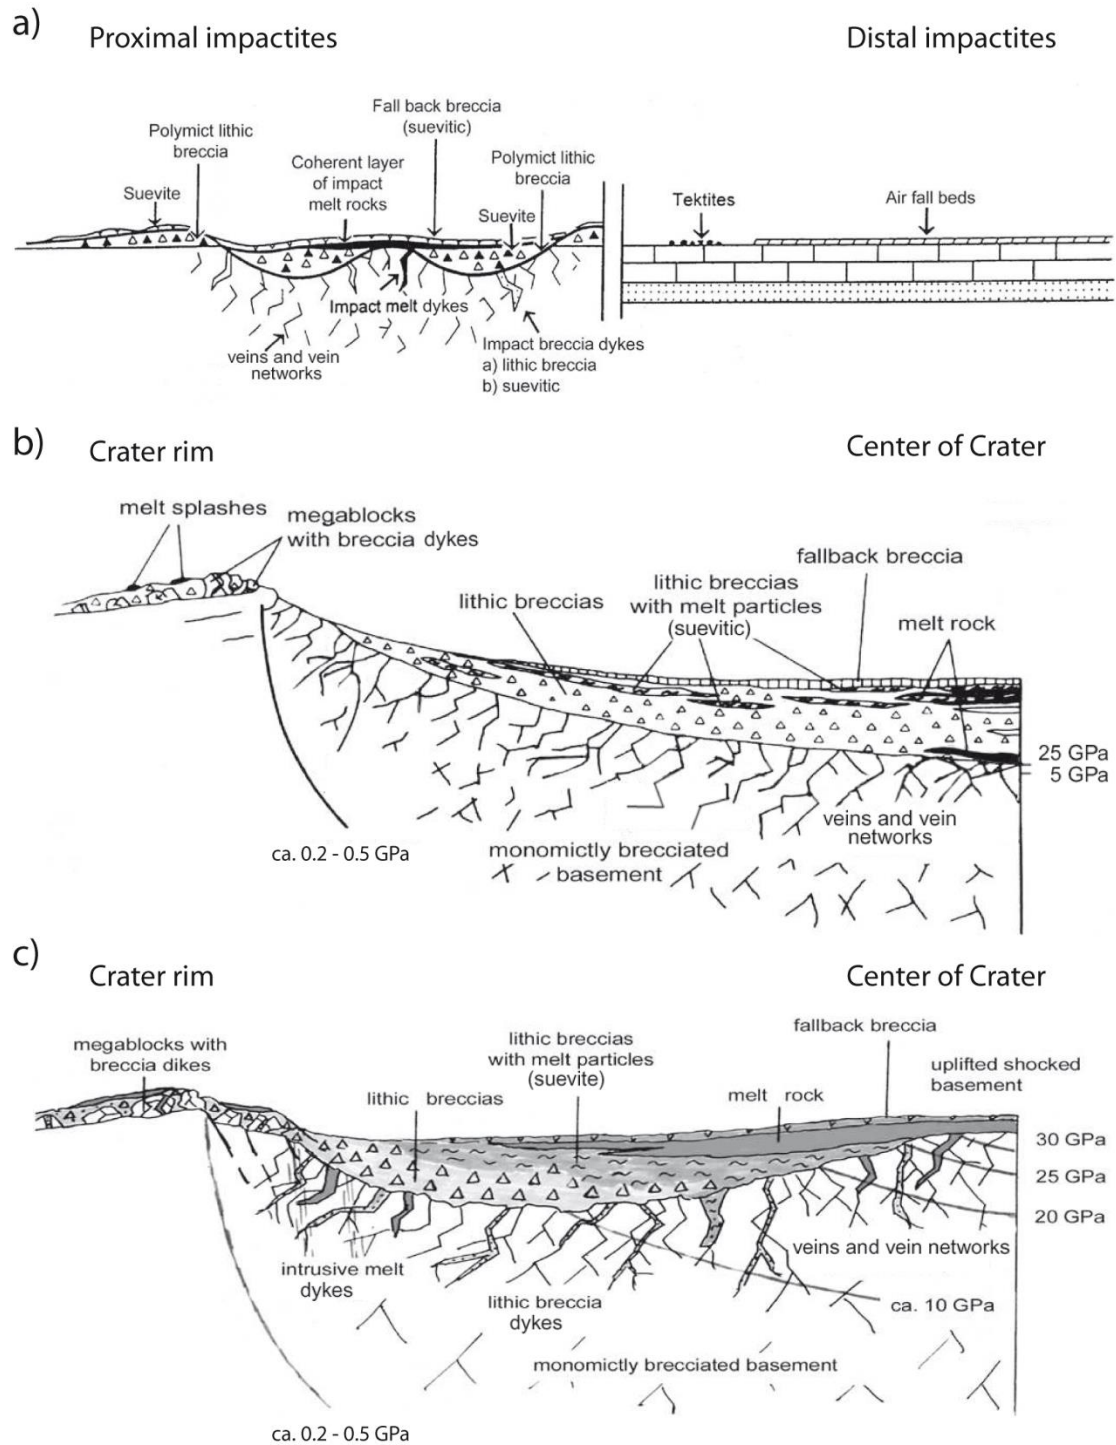 a)
Proximal impactites
Distal impactites
Fall back breccia
(suevitic)
Polymict lithic
breccia
Coherent layer
of impact
melt rocks
Polymict lithic
breccia
Suevite
Suevite
Tektites
Air fall beds
Impact melt dykes
veins and vein
networks
Impact breccia dykes
a) lithic breccia
b) suevitic
b)
Crater rim
Center of Crater
melt splashes
megablocks
with breccia dykes
fallback breccia
lithic breccias
with melt particles
(suevitic)
lithic breccias
melt rock
25 GPa
5 GPa
veins and vein
networks
ca. 0.2 - 0.5 GPa
monomictly brecciated
basement
c)
Crater rim
Center of Crater
megablocks with
breccia dikes
lithic breccias
with melt particles
(suevite)
fallback breccia
uplifted shocked
basement
lithic breccias
melt rock
30 GPa
25 GPa
20 GPa
veins and vein networks
intrusive melt
dykes
lithic breccia
dykes
ca. 10 GPa
monomictly brecciated basement
ca. 0.2 - 0.5 GPa